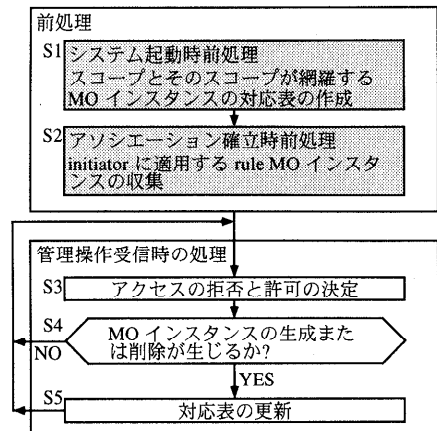 前処理
S1
システム起動時前処理
スコープとそのスコープが網羅する
MO インスタンスの対応表の作成
S2
アソシエーション確立時前処理
initiator に適用する rule MO インスタ
ンスの収集
管理操作受信時の処理
S3
アクセスの拒否と許可の決定
S4
MO インスタンスの生成また
は削除が生じるか?
NO
YES
S5
対応表の更新